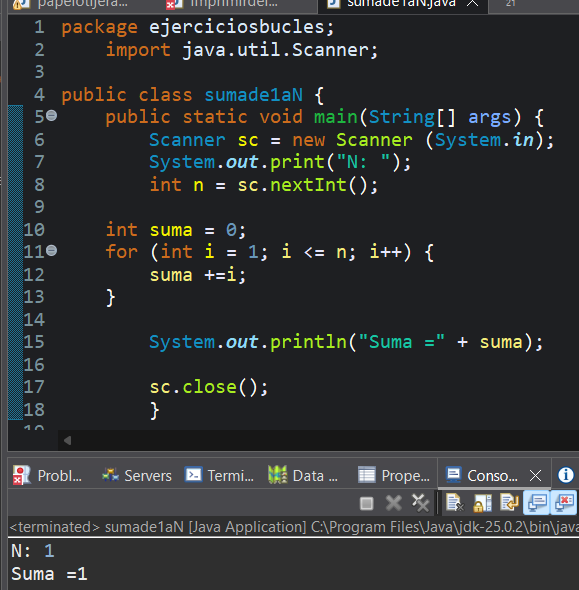 papelotijera...
imprimirder...
sumade1aN.java
21
1 package ejerciciosbucles;
2     import java.util.Scanner;
3
4 public class sumade1aN {
5     public static void main(String[] args) {
6         Scanner sc = new Scanner (System.in);
7         System.out.print("N: ");
8         int n = sc.nextInt();
9
10     int suma = 0;
11     for (int i = 1; i <= n; i++) {
12         suma +=i;
13     }
14
15         System.out.println("Suma =" + suma);
16
17         sc.close();
18         }
Probl...
Servers
Termi...
Data ...
Prope...
Conso...
<terminated> sumade1aN [Java Application] C:\Program Files\Java\jdk-25.0.2\bin\java
N: 1
Suma =1